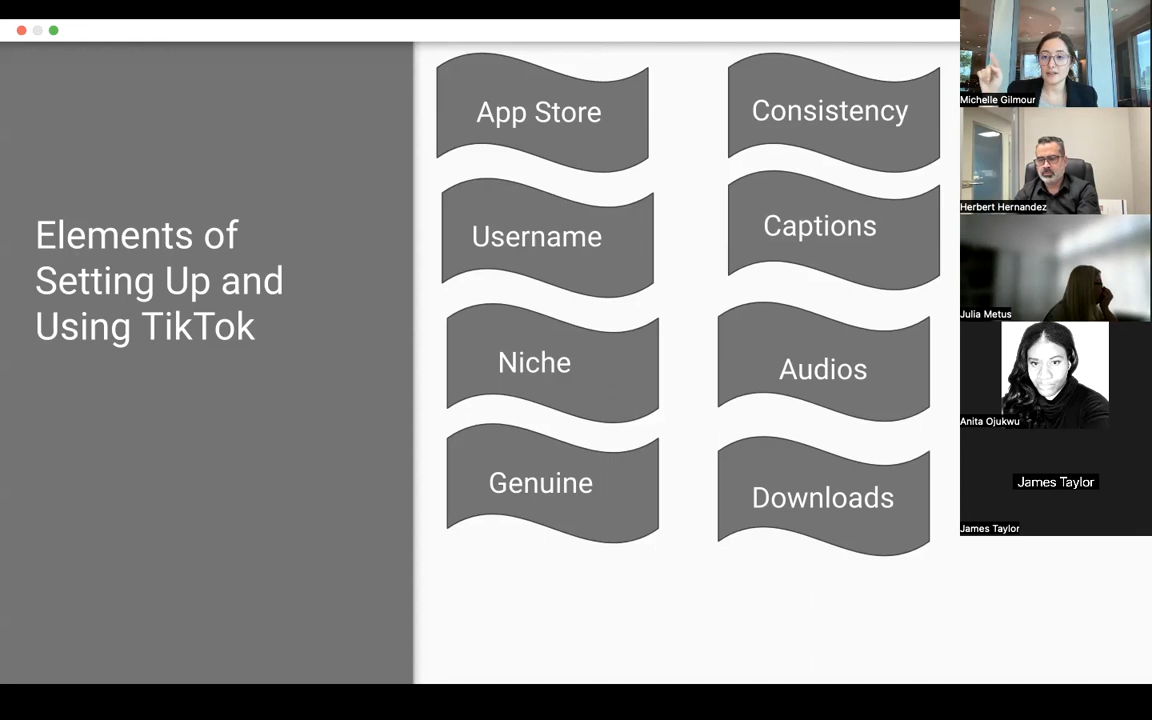 Elements of
Setting Up and
Using TikTok
App Store
Consistency
Username
Captions
Niche
Audios
Genuine
Downloads
Michelle Gilmour
Herbert Hernandez
Julia Metus
Anita Ojukwu
James Taylor
James Taylor